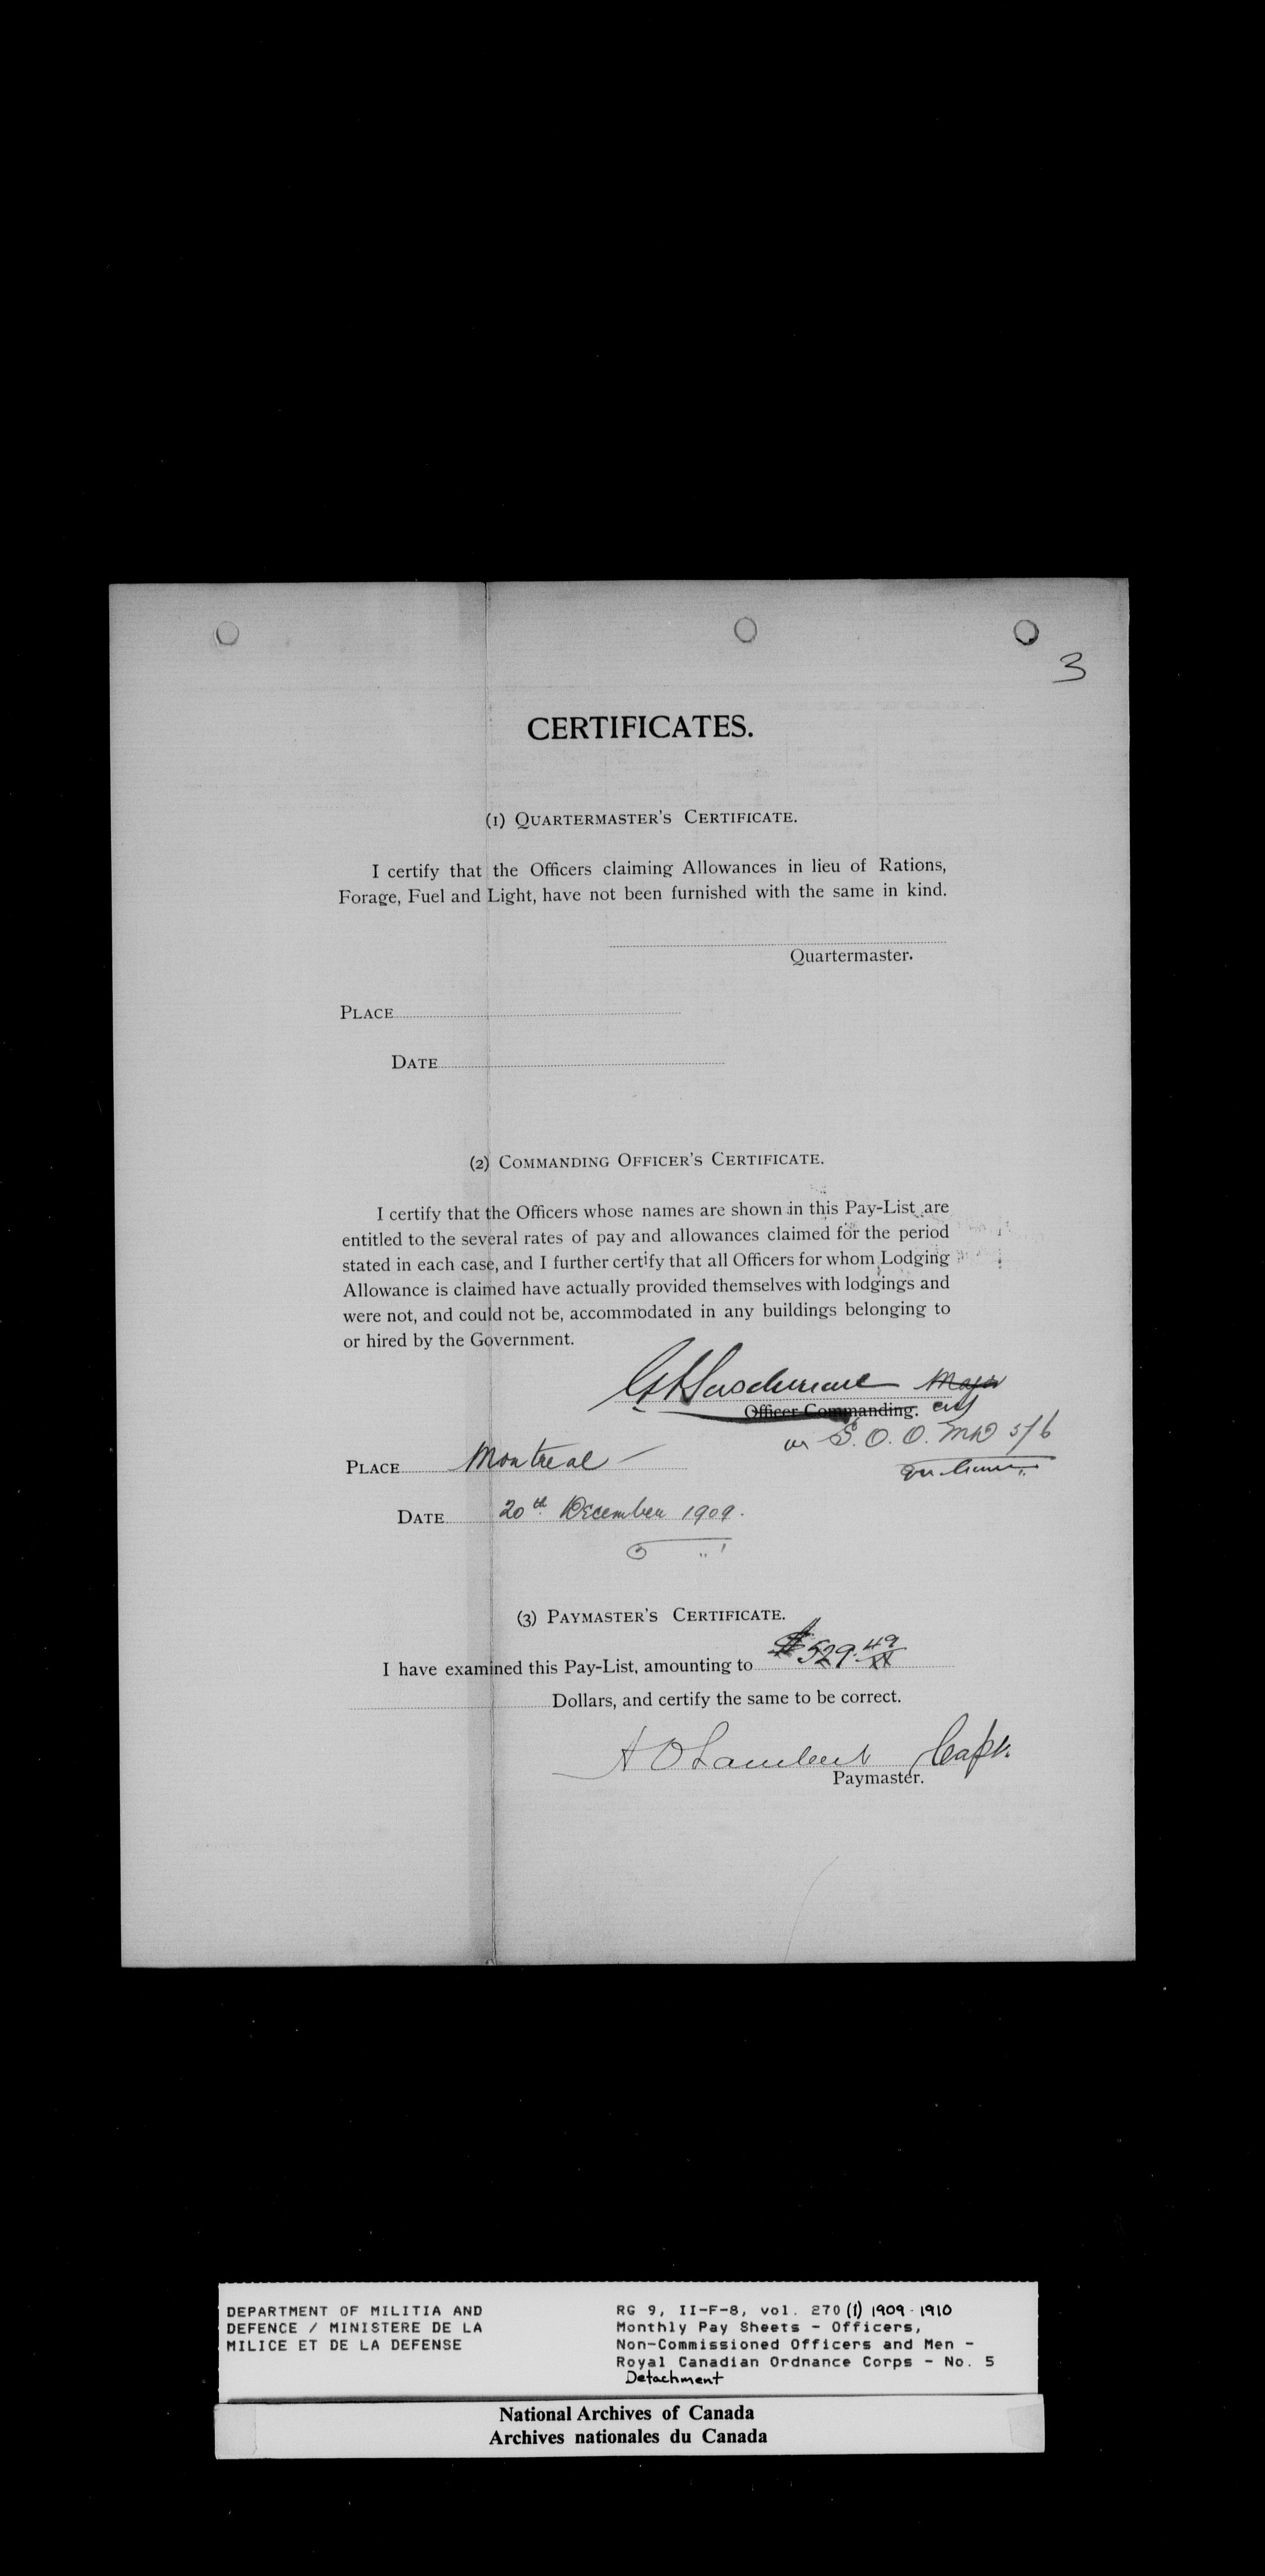 3
CERTIFICATES.
(1) QUARTERMASTER'S CERTIFICATE.
I certify that the Officers claiming Allowances in lieu of Rations,
Forage, Fuel and Light, have not been furnished with the same in kind.
Quartermaster.
PLACE
DATE
(2) COMMANDING OFFICER'S CERTIFICATE.
I certify that the Officers whose names are shown in this Pay-List are
entitled to the several rates of pay and allowances claimed for the period
stated in each case, and I further certify that all Officers for whom Lodging
Allowance is claimed have actually provided themselves with lodgings and
were not, and could not be, accommodated in any buildings belonging to
or hired by the Government.
Major
Officer Commanding.
S. O. O. MD 5/6
PLACE Montreal
DATE 20th December 1909.
(3) PAYMASTER'S CERTIFICATE.
I have examined this Pay-List, amounting to $529.49/XX
Dollars, and certify the same to be correct.
A O Lambert Capt.
Paymaster.
DEPARTMENT OF MILITIA AND
DEFENCE / MINISTERE DE LA
MILICE ET DE LA DEFENSE
RG 9, II-F-8, vol. 270 (1) 1909-1910
Monthly Pay Sheets - Officers,
Non-Commissioned Officers and Men -
Royal Canadian Ordnance Corps - No. 5
Detachment
National Archives of Canada
Archives nationales du Canada